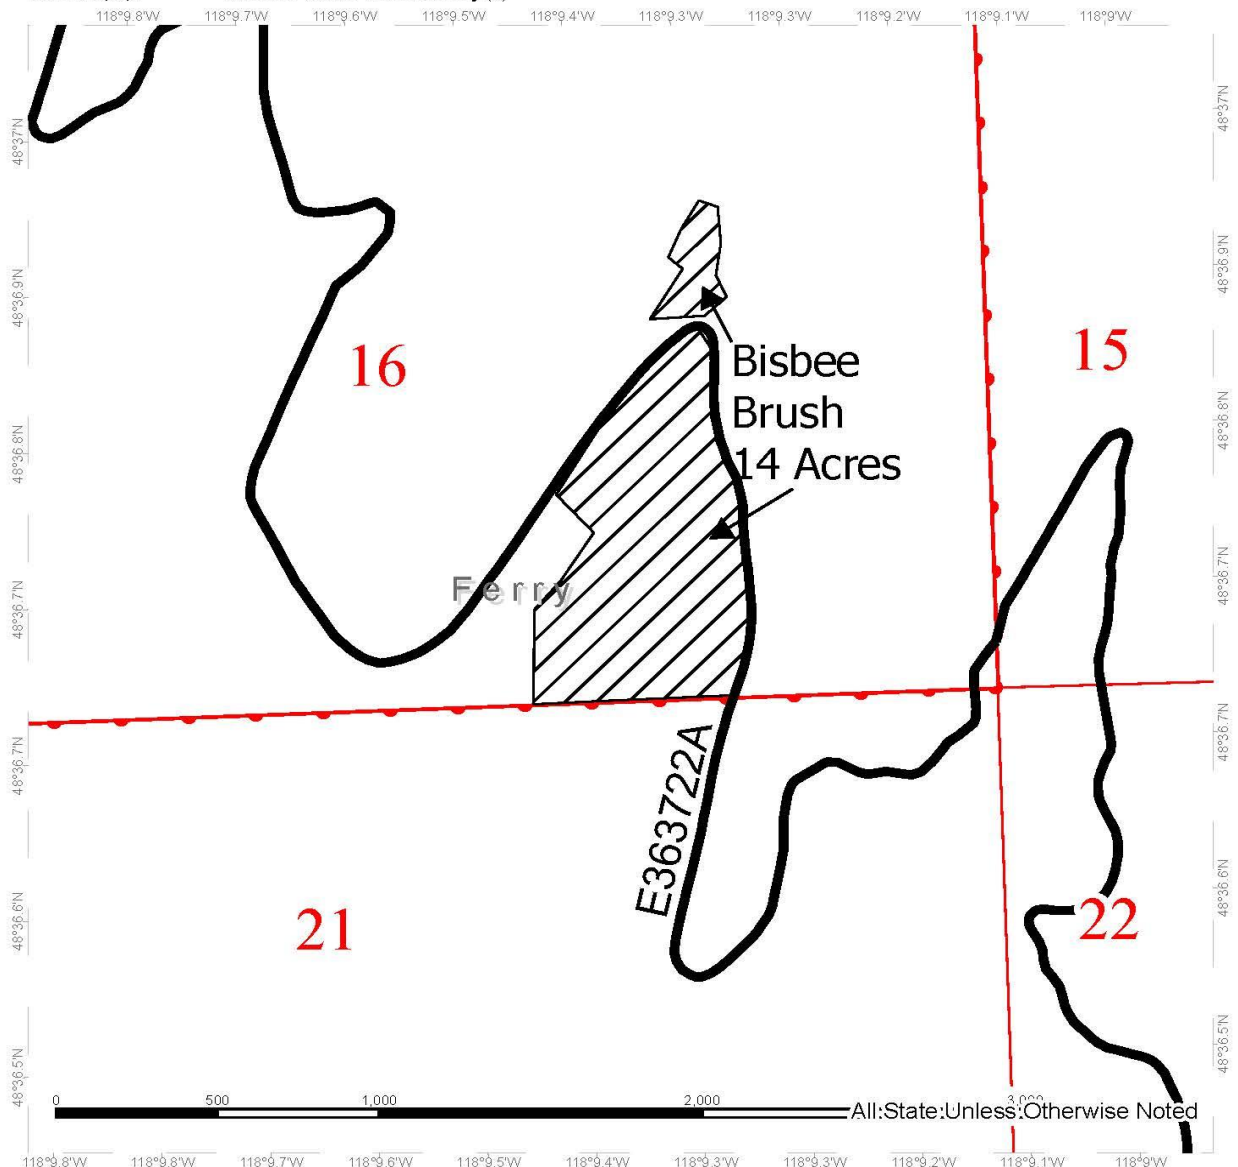 118°9.8'W 118°9.7'W 118°9.6'W 118°9.4'W 118°9.3'W 118°9.3'W 118°9.2'W 118°9.1'W 118°9'W
48°37'N
48°37'N
48°36.9'N
48°36.9'N
16
15
Bisbee
Brush
14 Acres
48°36.8'N
48°36.8'N
Ferry
48°36.7'N
48°36.7'N
48°36.7'N
48°36.7'N
E36372​2A
21
22
48°36.6'N
48°36.6'N
48°36.5'N
48°36.5'N
0 500 1,000 2,000 3,000
All State Unless Otherwise Noted
118°9.8'W 118°9.8'W 118°9.7'W 118°9.6'W 118°9.5'W 118°9.4'W 118°9.3'W 118°9.3'W 118°9.2'W 118°9.1'W 118°9'W